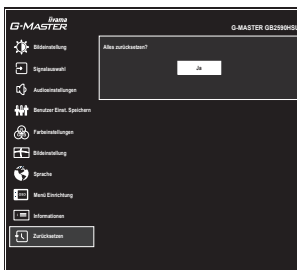 iiyama
G-MASTER
G-MASTER GB2590HSU
Bildeinstellung
Alles zurücksetzen?
Ja
Signalauswahl
Audioeinstellungen
Benutzer Einst. Speichern
Farbeinstellungen
Bildeinstellung
Sprache
OSD
Menü Einrichtung
Informationen
Zurücksetzen